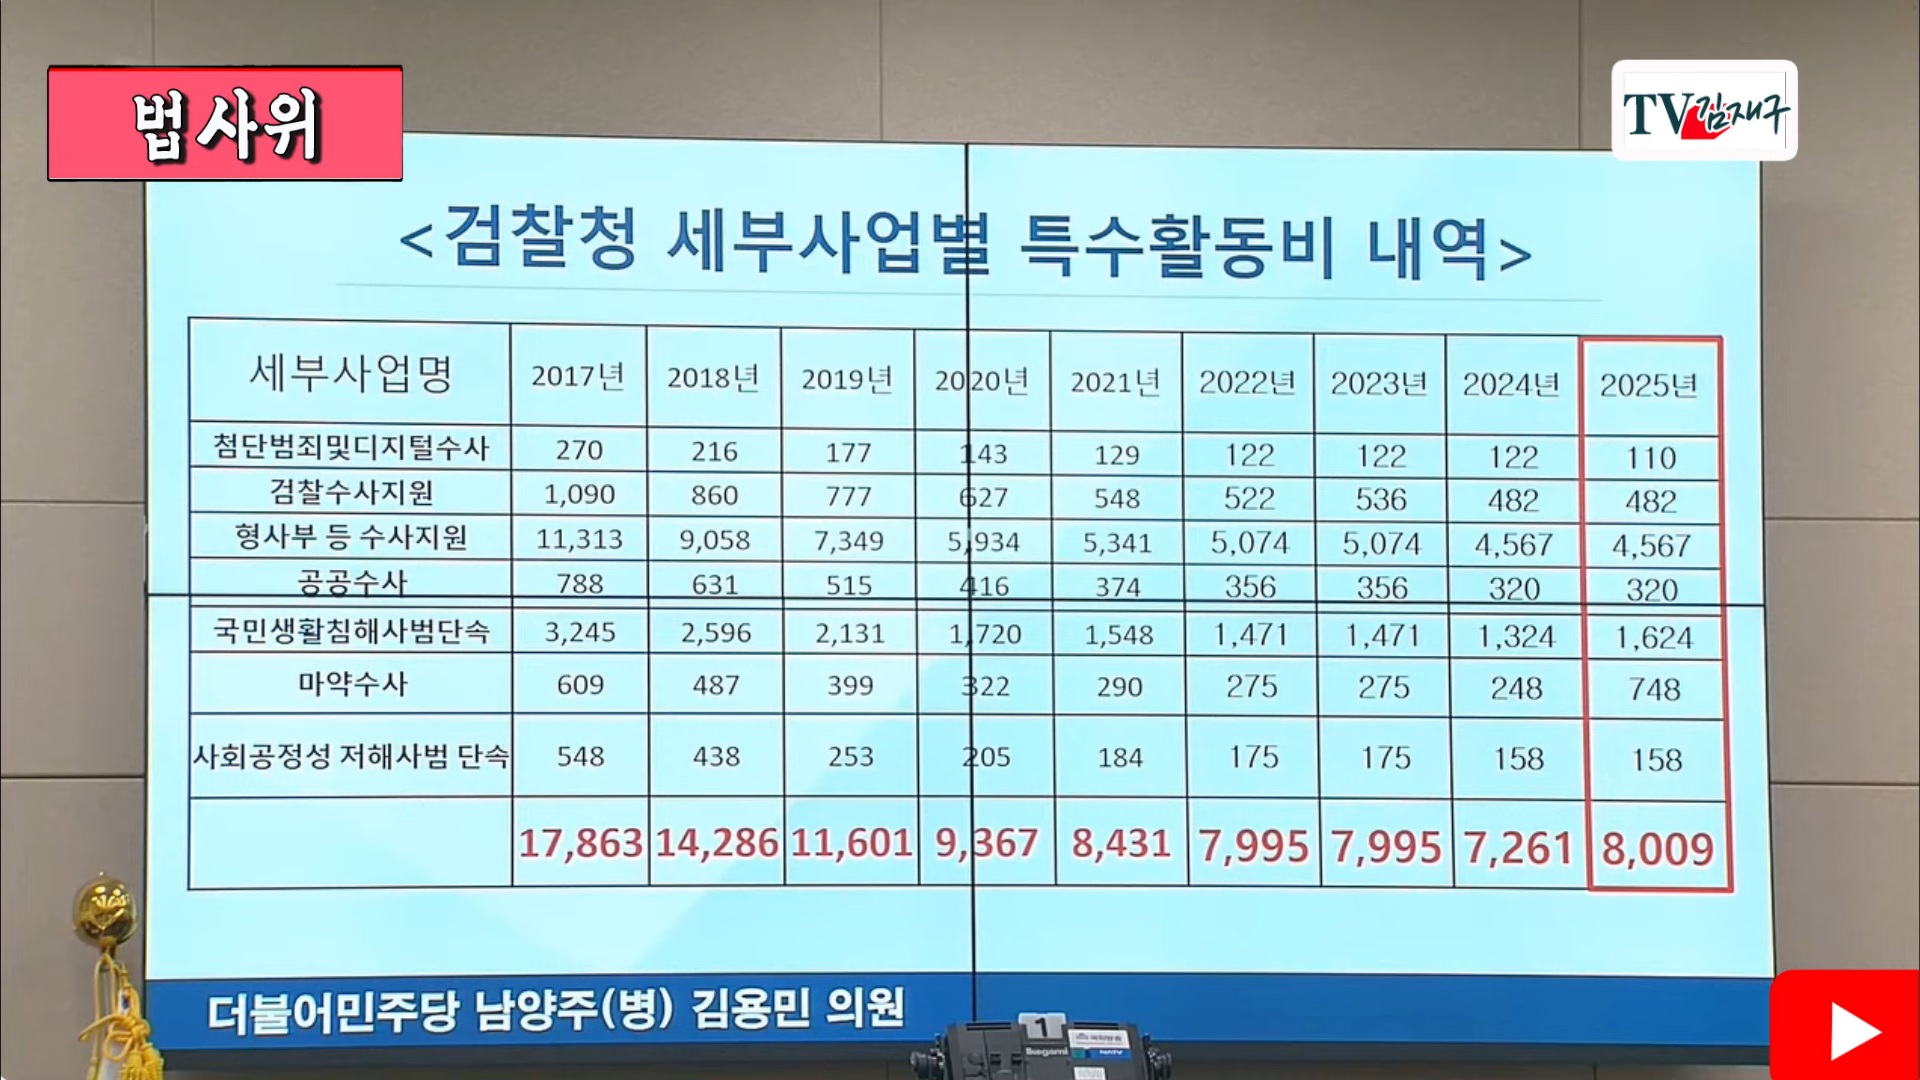 법사위
TV김재구
<검찰청 세부사업별 특수활동비 내역>
세부사업명 2017년 2018년 2019년 2020년 2021년 2022년 2023년 2024년 2025년
첨단범죄및디지털수사 270 216 177 143 129 122 122 122 110
검찰수사지원 1,090 860 777 627 548 522 536 482 482
형사부 등 수사지원 11,313 9,058 7,349 5,934 5,341 5,074 5,074 4,567 4,567
공공수사 788 631 515 416 374 356 356 320 320
국민생활침해사범단속 3,245 2,596 2,131 1,720 1,548 1,471 1,471 1,324 1,624
마약수사 609 487 399 322 290 275 275 248 748
사회공정성 저해사범 단속 548 438 253 205 184 175 175 158 158
17,863 14,286 11,601 9,367 8,431 7,995 7,995 7,261 8,009
더불어민주당 남양주(병) 김용민 의원
1
Ikegami NATV